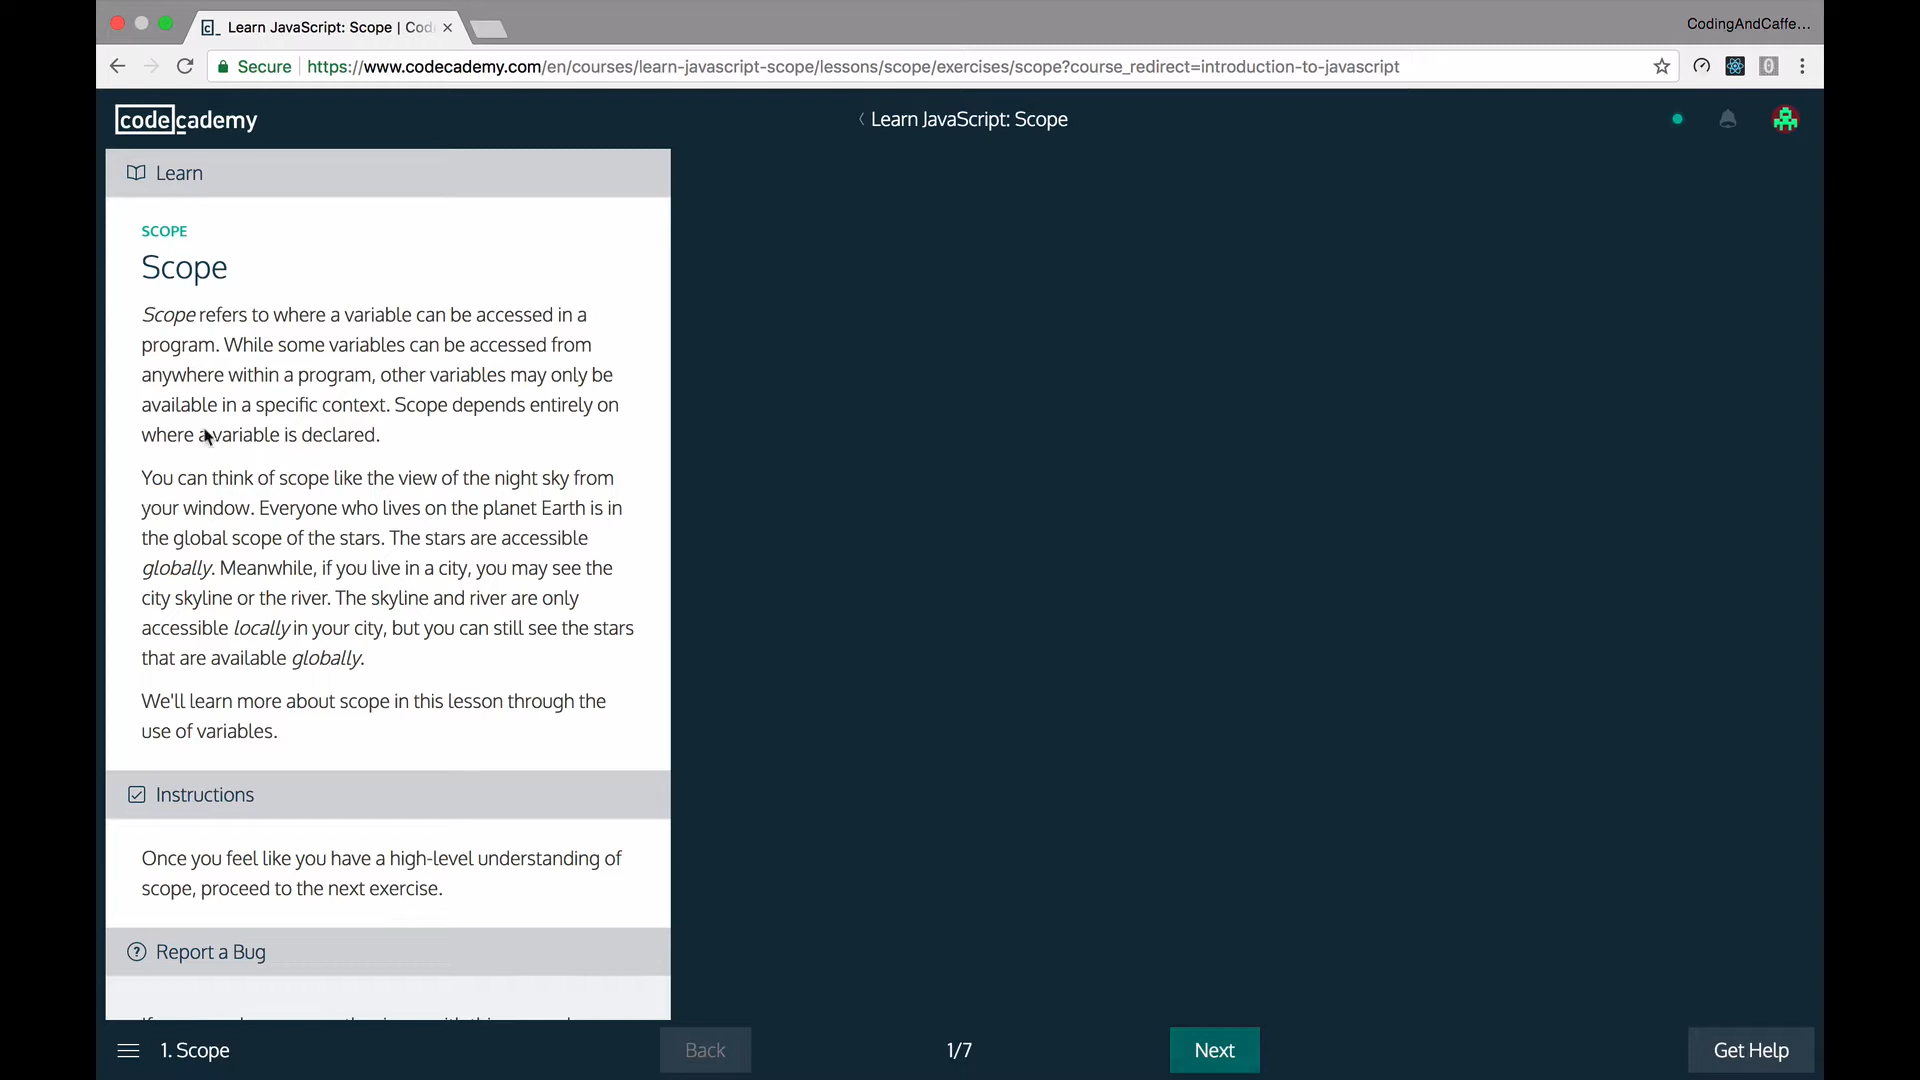 Learn JavaScript: Scope | Cod
CodingAndCaffe...
Secure
https://www.codecademy.com/en/courses/learn-javascript-scope/lessons/scope/exercises/scope?course_redirect=introduction-to-javascript
codecademy
Learn JavaScript: Scope
Learn
SCOPE
Scope
Scope refers to where a variable can be accessed in a
program. While some variables can be accessed from
anywhere within a program, other variables may only be
available in a specific context. Scope depends entirely on
where a variable is declared.
You can think of scope like the view of the night sky from
your window. Everyone who lives on the planet Earth is in
the global scope of the stars. The stars are accessible
globally. Meanwhile, if you live in a city, you may see the
city skyline or the river. The skyline and river are only
accessible locally in your city, but you can still see the stars
that are available globally.
We'll learn more about scope in this lesson through the
use of variables.
Instructions
Once you feel like you have a high-level understanding of
scope, proceed to the next exercise.
Report a Bug
1. Scope
Back
1/7
Next
Get Help